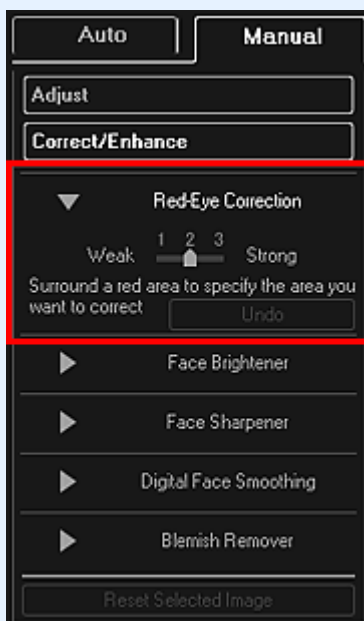 Auto Manual
Adjust
Correct/Enhance
Red-Eye Correction
1 2 3
Weak Strong
Surround a red area to specify the area you
want to correct
Undo
Face Brightener
Face Sharpener
Digital Face Smoothing
Blemish Remover
Reset Selected Image